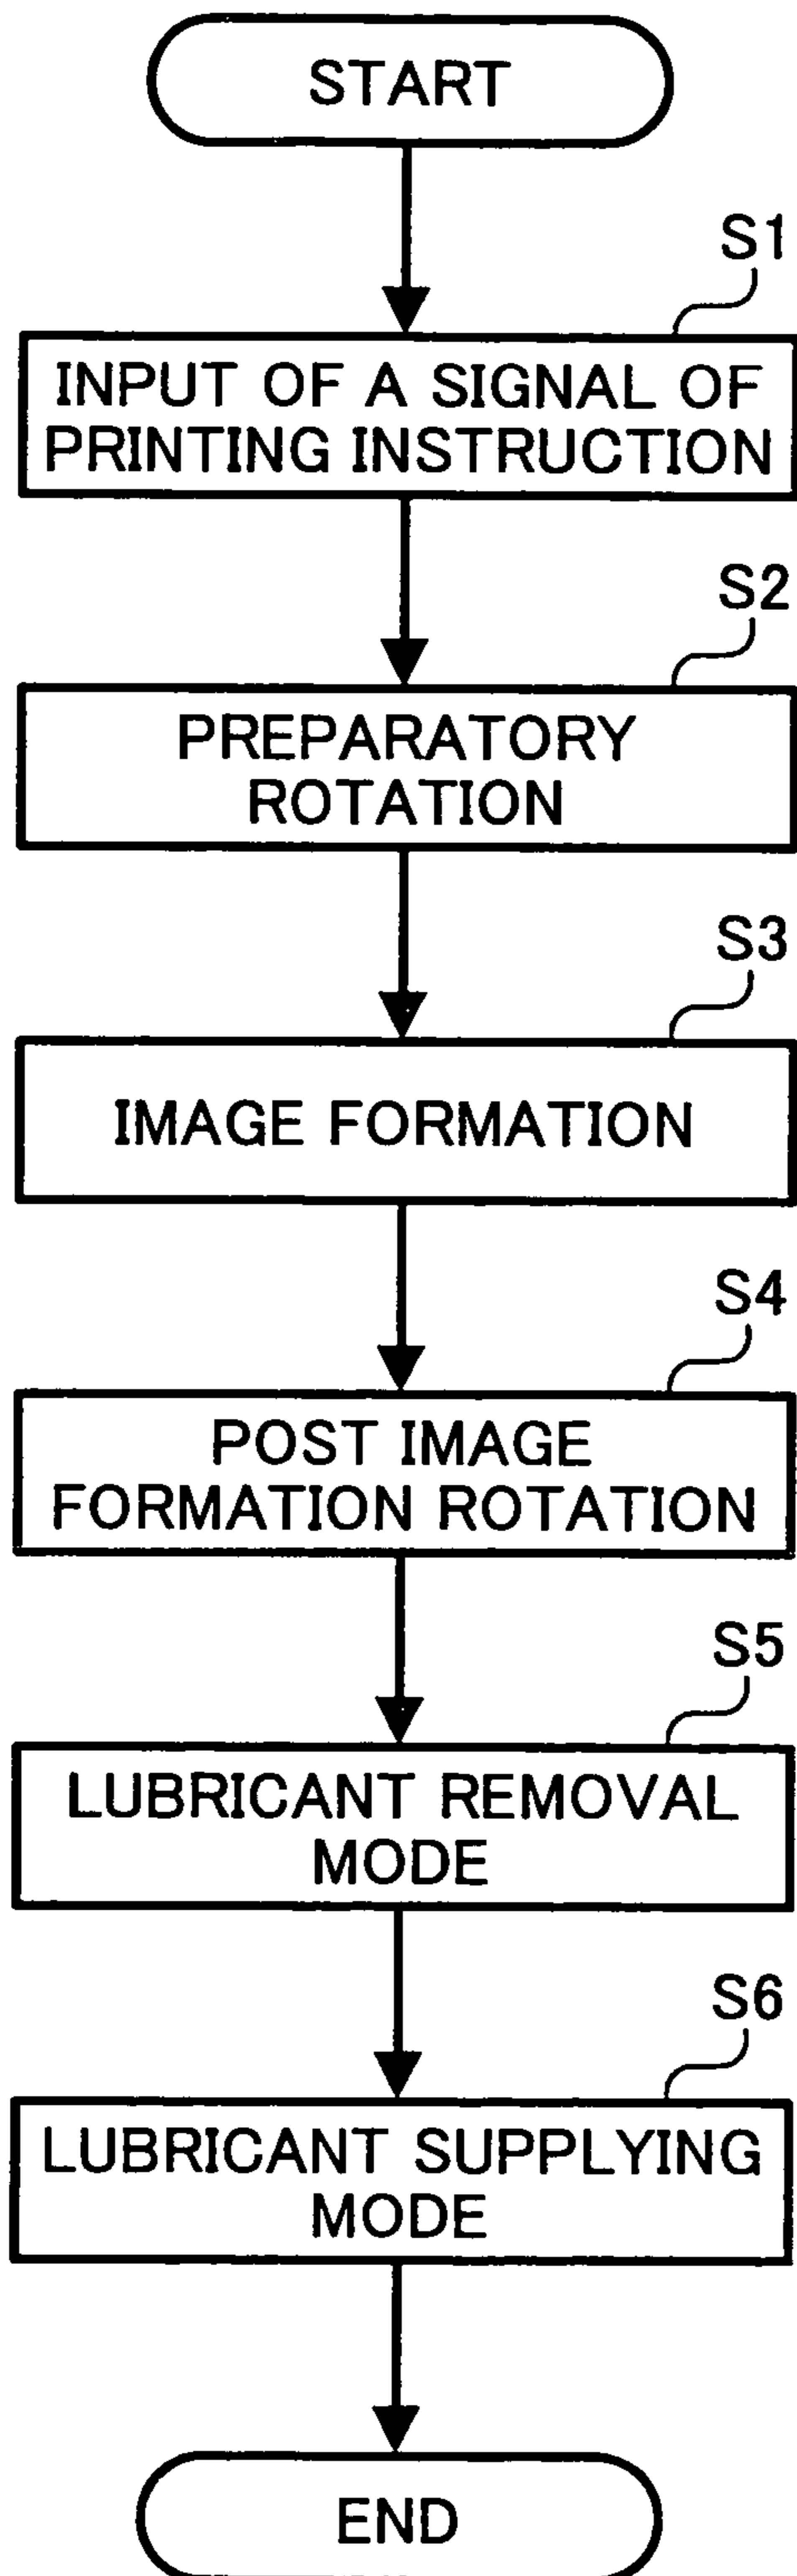 START
S1
INPUT OF A SIGNAL OF
PRINTING INSTRUCTION
S2
PREPARATORY
ROTATION
S3
IMAGE FORMATION
S4
POST IMAGE
FORMATION ROTATION
S5
LUBRICANT REMOVAL
MODE
S6
LUBRICANT SUPPLYING
MODE
END